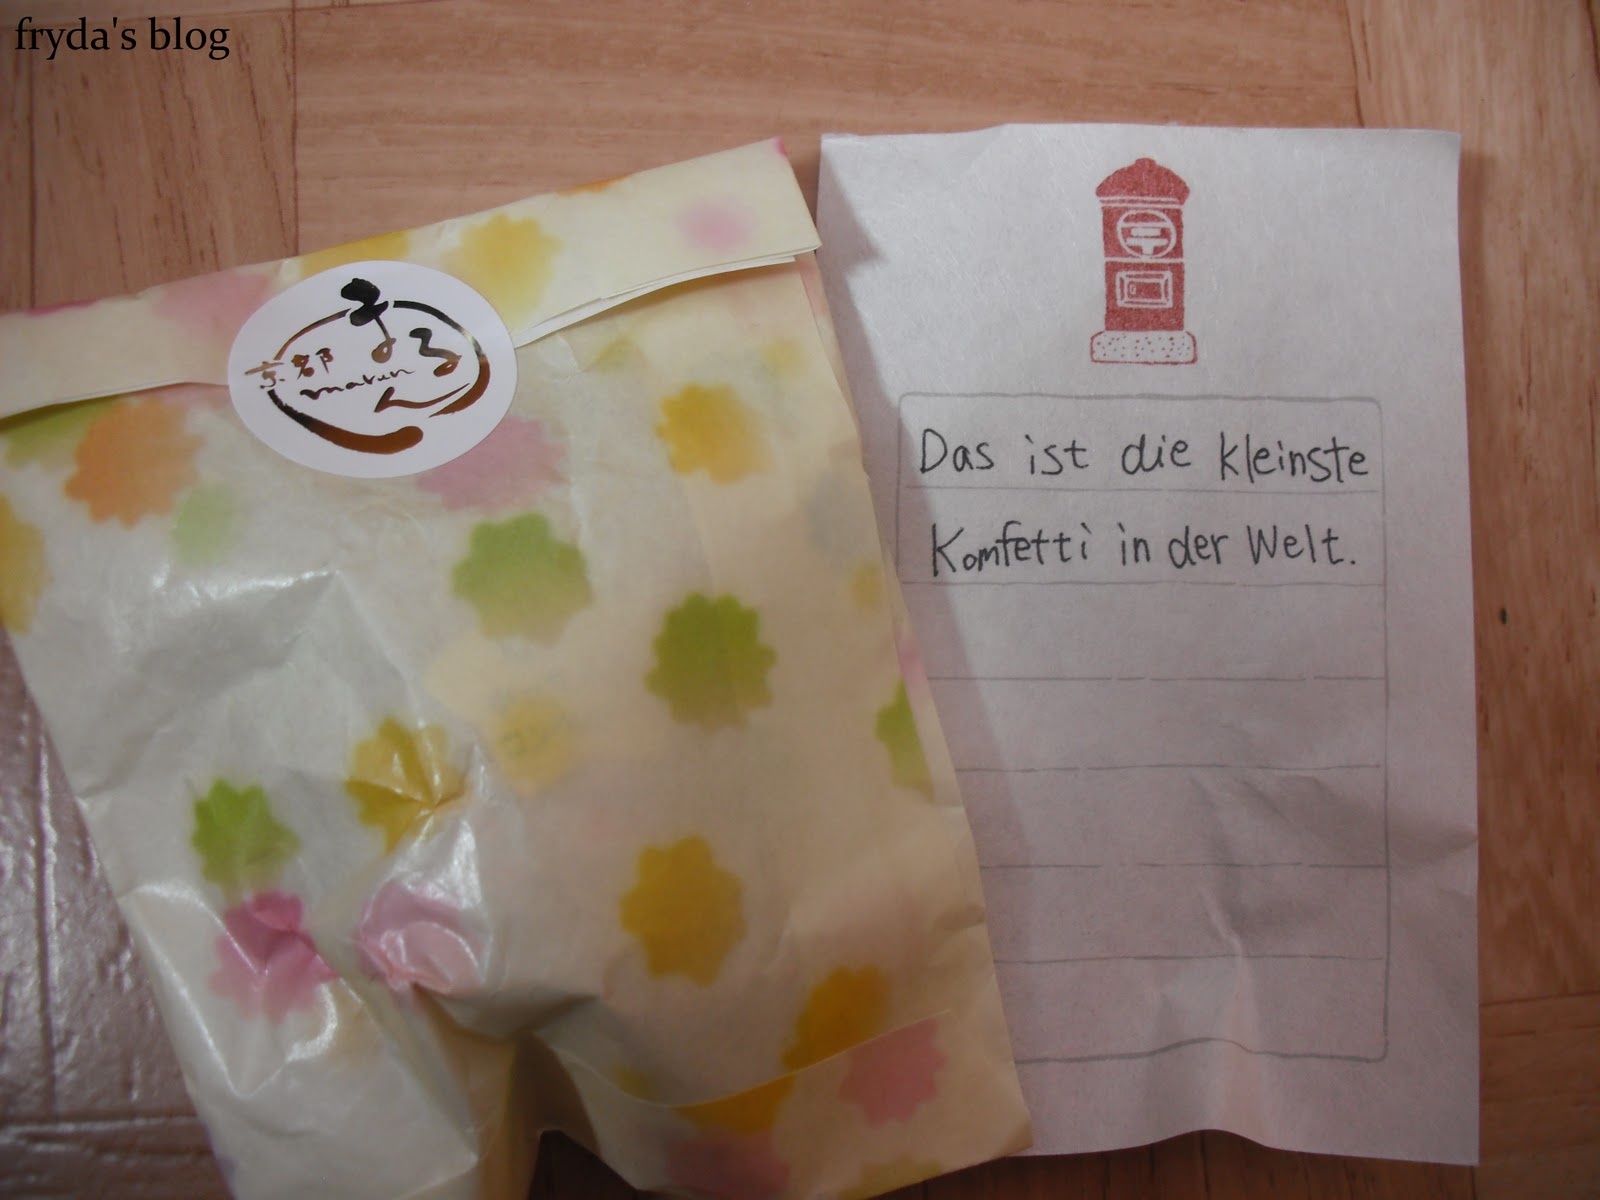 fryda's blog
京都
まるん
marun
〒
Das ist die kleinste
Komfetti in der Welt.